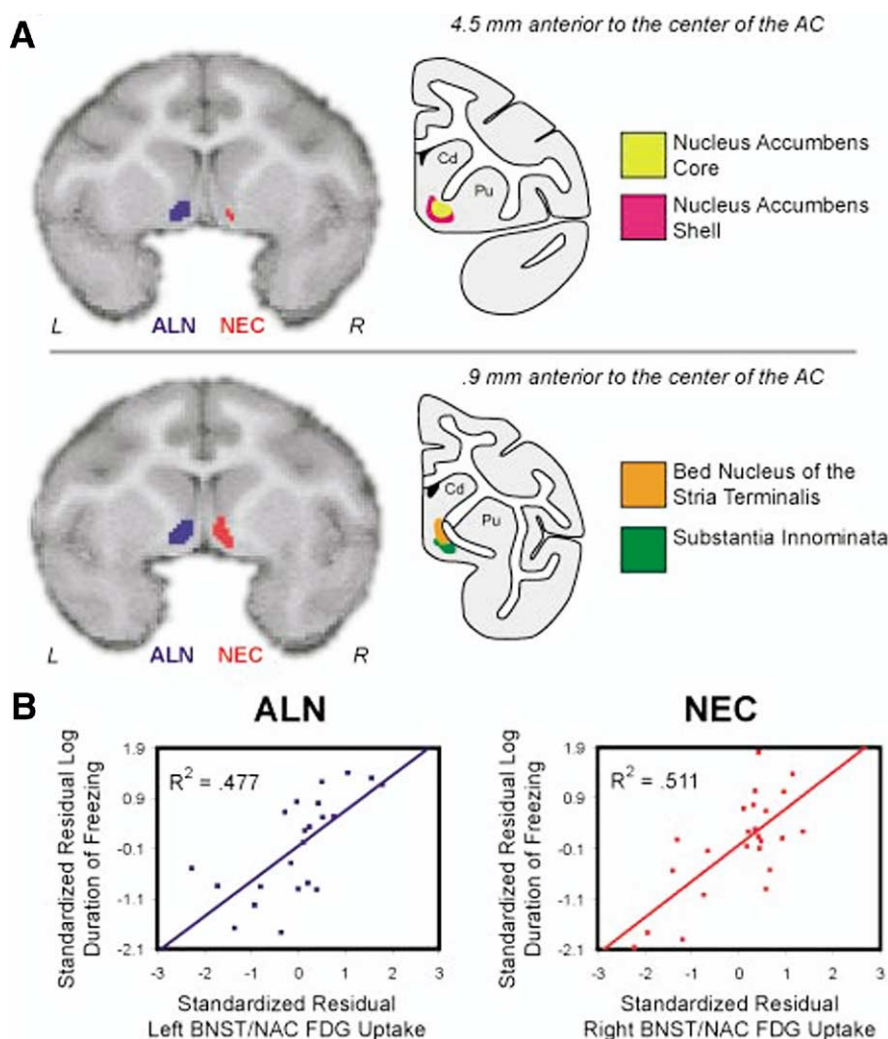 A
4.5 mm anterior to the center of the AC
Cd
Pu
Nucleus Accumbens
Core
Nucleus Accumbens
Shell
L
ALN
NEC
R
.9 mm anterior to the center of the AC
Cd
Pu
Bed Nucleus of the
Stria Terminalis
Substantia Innominata
L
ALN
NEC
R
B
ALN
Standardized Residual Log
Duration of Freezing
1.9
0.9
-0.1
-1.1
-2.1
R² = .477
-3 -2 -1 0 1 2 3
Standardized Residual
Left BNST/NAC FDG Uptake
NEC
Standardized Residual Log
Duration of Freezing
1.9
0.9
-0.1
-1.1
-2.1
R² = .511
-3 -2 -1 0 1 2 3
Standardized Residual
Right BNST/NAC FDG Uptake